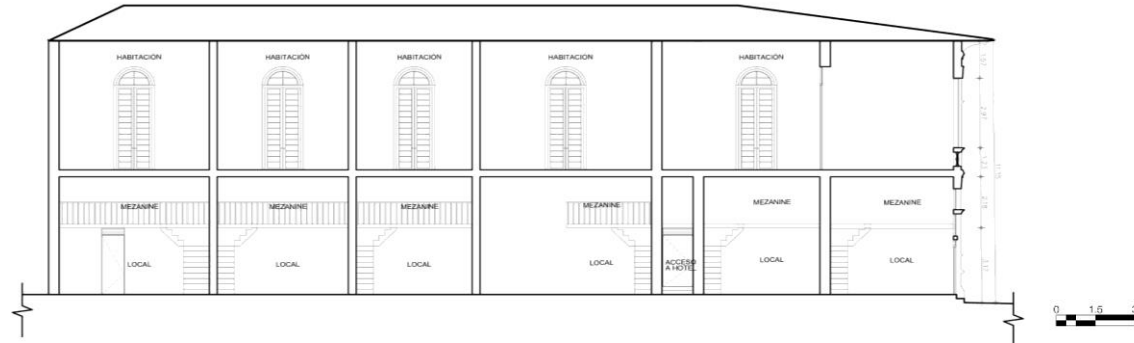 HABITACIÓN
HABITACIÓN
HABITACIÓN
HABITACIÓN
HABITACIÓN
MEZANINE
MEZANINE
MEZANINE
MEZANINE
MEZANINE
MEZANINE
LOCAL
LOCAL
LOCAL
LOCAL
ACCESO
A HOTEL
LOCAL
LOCAL
0 1.5